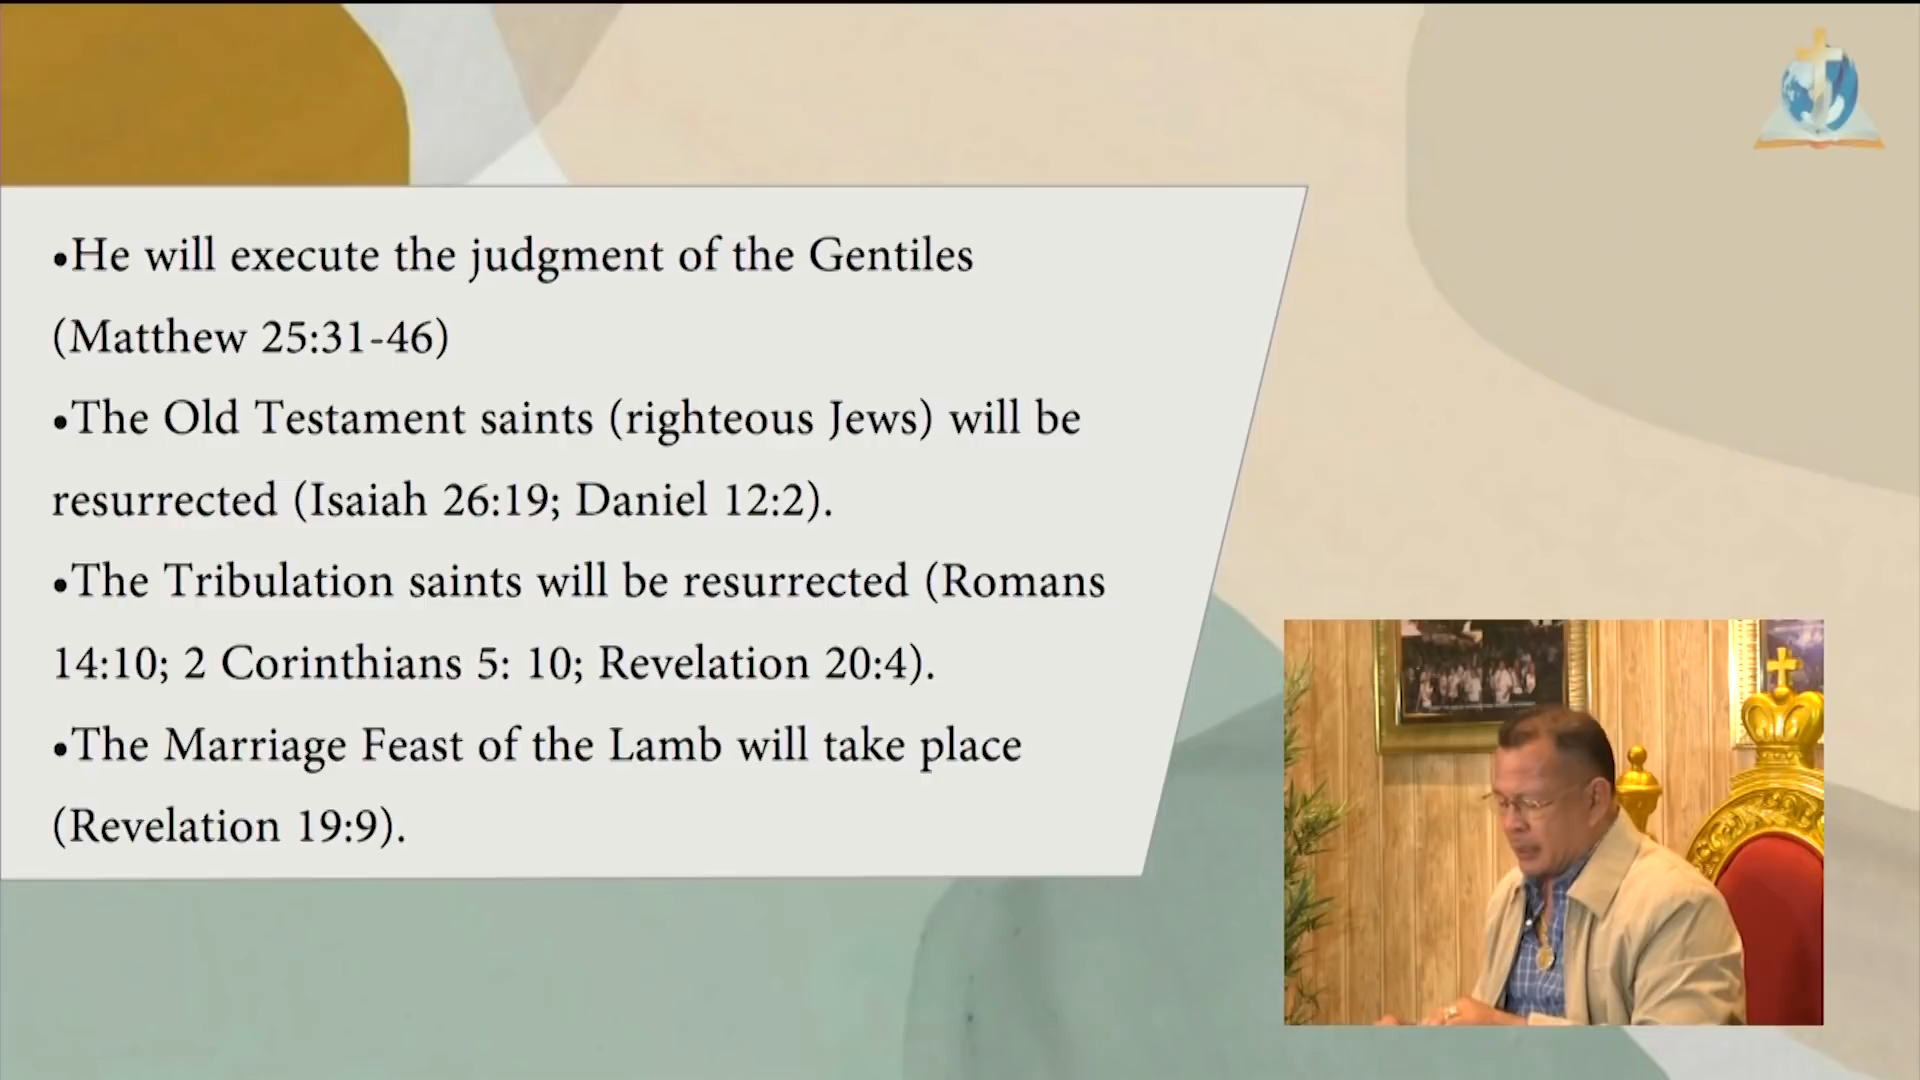 •He will execute the judgment of the Gentiles
(Matthew 25:31-46)
•The Old Testament saints (righteous Jews) will be
resurrected (Isaiah 26:19; Daniel 12:2).
•The Tribulation saints will be resurrected (Romans
14:10; 2 Corinthians 5: 10; Revelation 20:4).
•The Marriage Feast of the Lamb will take place
(Revelation 19:9).